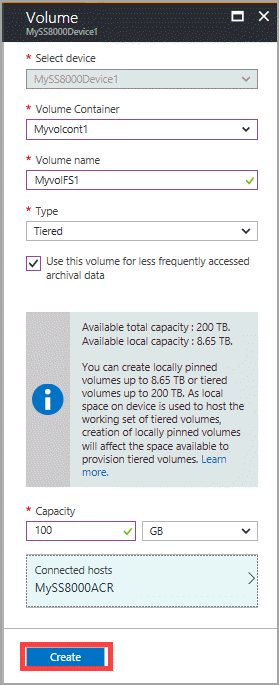 Volume
MySS8000Device1
* Select device
MySS8000Device1
* Volume Container
Myvolcont1
* Volume name
MyvolFS1
* Type
Tiered
Use this volume for less frequently accessed
archival data
Available total capacity : 200 TB.
Available local capacity : 8.65 TB.
You can create locally pinned
volumes up to 8.65 TB or tiered
volumes up to 200 TB. As local
space on device is used to host the
working set of tiered volumes,
creation of locally pinned volumes
will affect the space available to
provision tiered volumes. Learn
more.
* Capacity
100 GB
Connected hosts
MySS8000ACR
Create